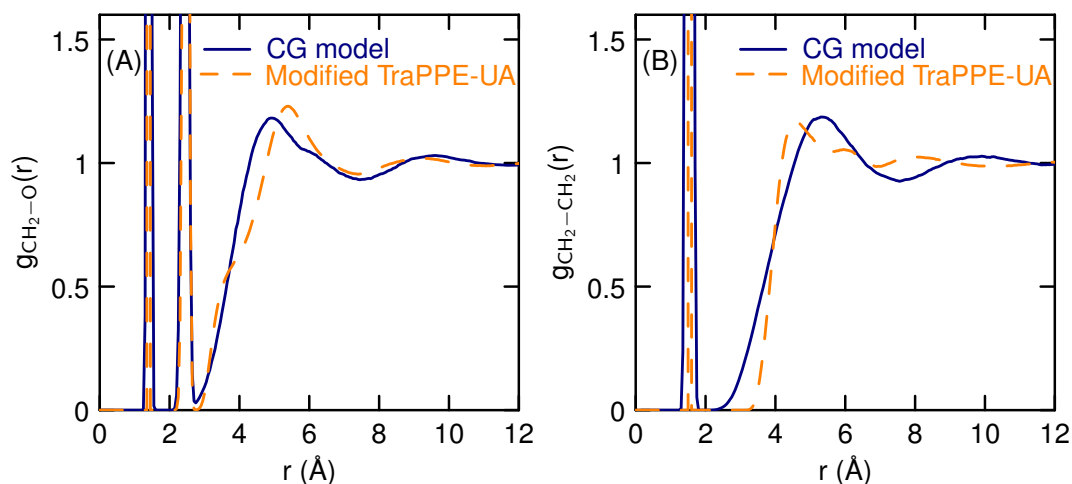 (A)
CG model
Modified TraPPE-UA
1.5
1
0.5
0
0 2 4 6 8 10 12
r (Å)
gCH₂−O(r)
(B)
CG model
Modified TraPPE-UA
1.5
1
0.5
0
0 2 4 6 8 10 12
r (Å)
gCH₂−CH₂(r)